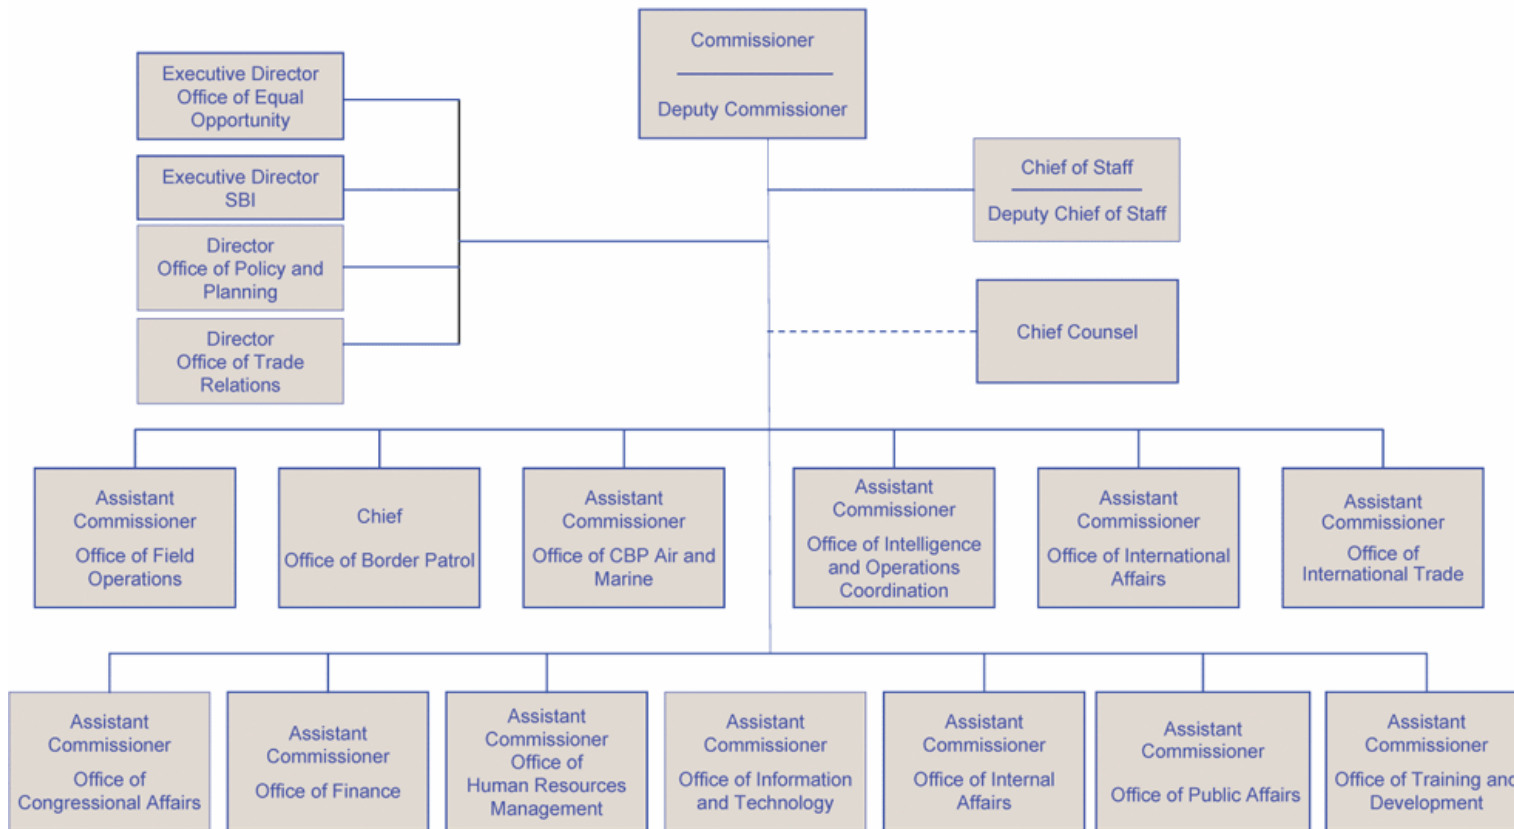 Commissioner
Deputy Commissioner
Executive Director
Office of Equal
Opportunity
Executive Director
SBI
Director
Office of Policy and
Planning
Director
Office of Trade
Relations
Chief of Staff
Deputy Chief of Staff
Chief Counsel
Assistant
Commissioner
Office of Field
Operations
Chief
Office of Border Patrol
Assistant
Commissioner
Office of CBP Air and
Marine
Assistant
Commissioner
Office of Intelligence
and Operations
Coordination
Assistant
Commissioner
Office of International
Affairs
Assistant
Commissioner
Office of
International Trade
Assistant
Commissioner
Office of
Congressional Affairs
Assistant
Commissioner
Office of Finance
Assistant
Commissioner
Office of
Human Resources
Management
Assistant
Commissioner
Office of Information
and Technology
Assistant
Commissioner
Office of Internal
Affairs
Assistant
Commissioner
Office of Public Affairs
Assistant
Commissioner
Office of Training and
Development